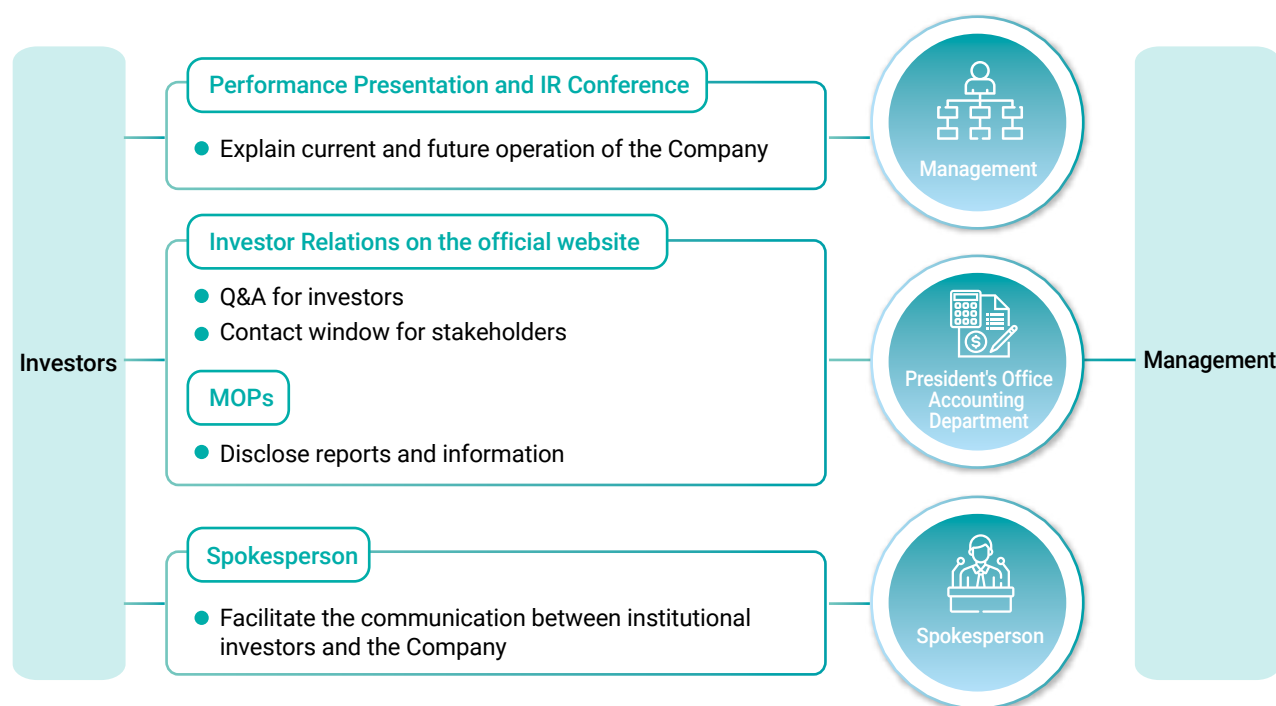 Investors
Performance Presentation and IR Conference
Explain current and future operation of the Company
Management
Investor Relations on the official website
Q&A for investors
Contact window for stakeholders
MOPs
Disclose reports and information
President's Office
Accounting
Department
Spokesperson
Facilitate the communication between institutional
investors and the Company
Spokesperson
Management